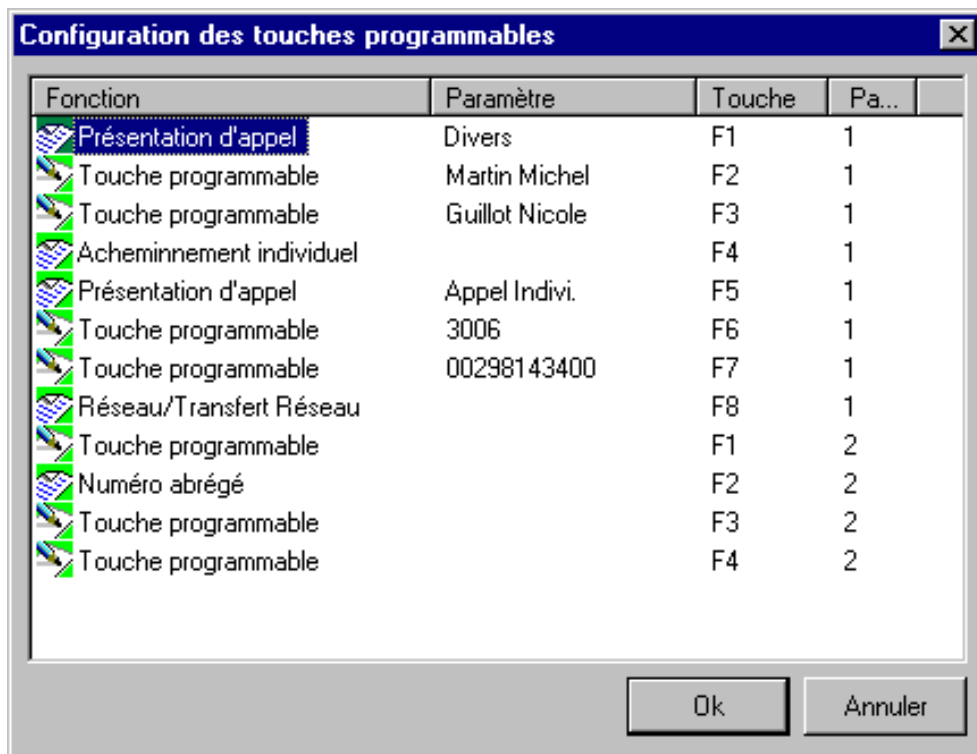 Configuration des touches programmables
Fonction Paramètre Touche Pa...
Présentation d'appel Divers F1 1
Touche programmable Martin Michel F2 1
Touche programmable Guillot Nicole F3 1
Acheminnement individuel F4 1
Présentation d'appel Appel Indivi. F5 1
Touche programmable 3006 F6 1
Touche programmable 00298143400 F7 1
Réseau/Transfert Réseau F8 1
Touche programmable F1 2
Numéro abrégé F2 2
Touche programmable F3 2
Touche programmable F4 2
Ok Annuler